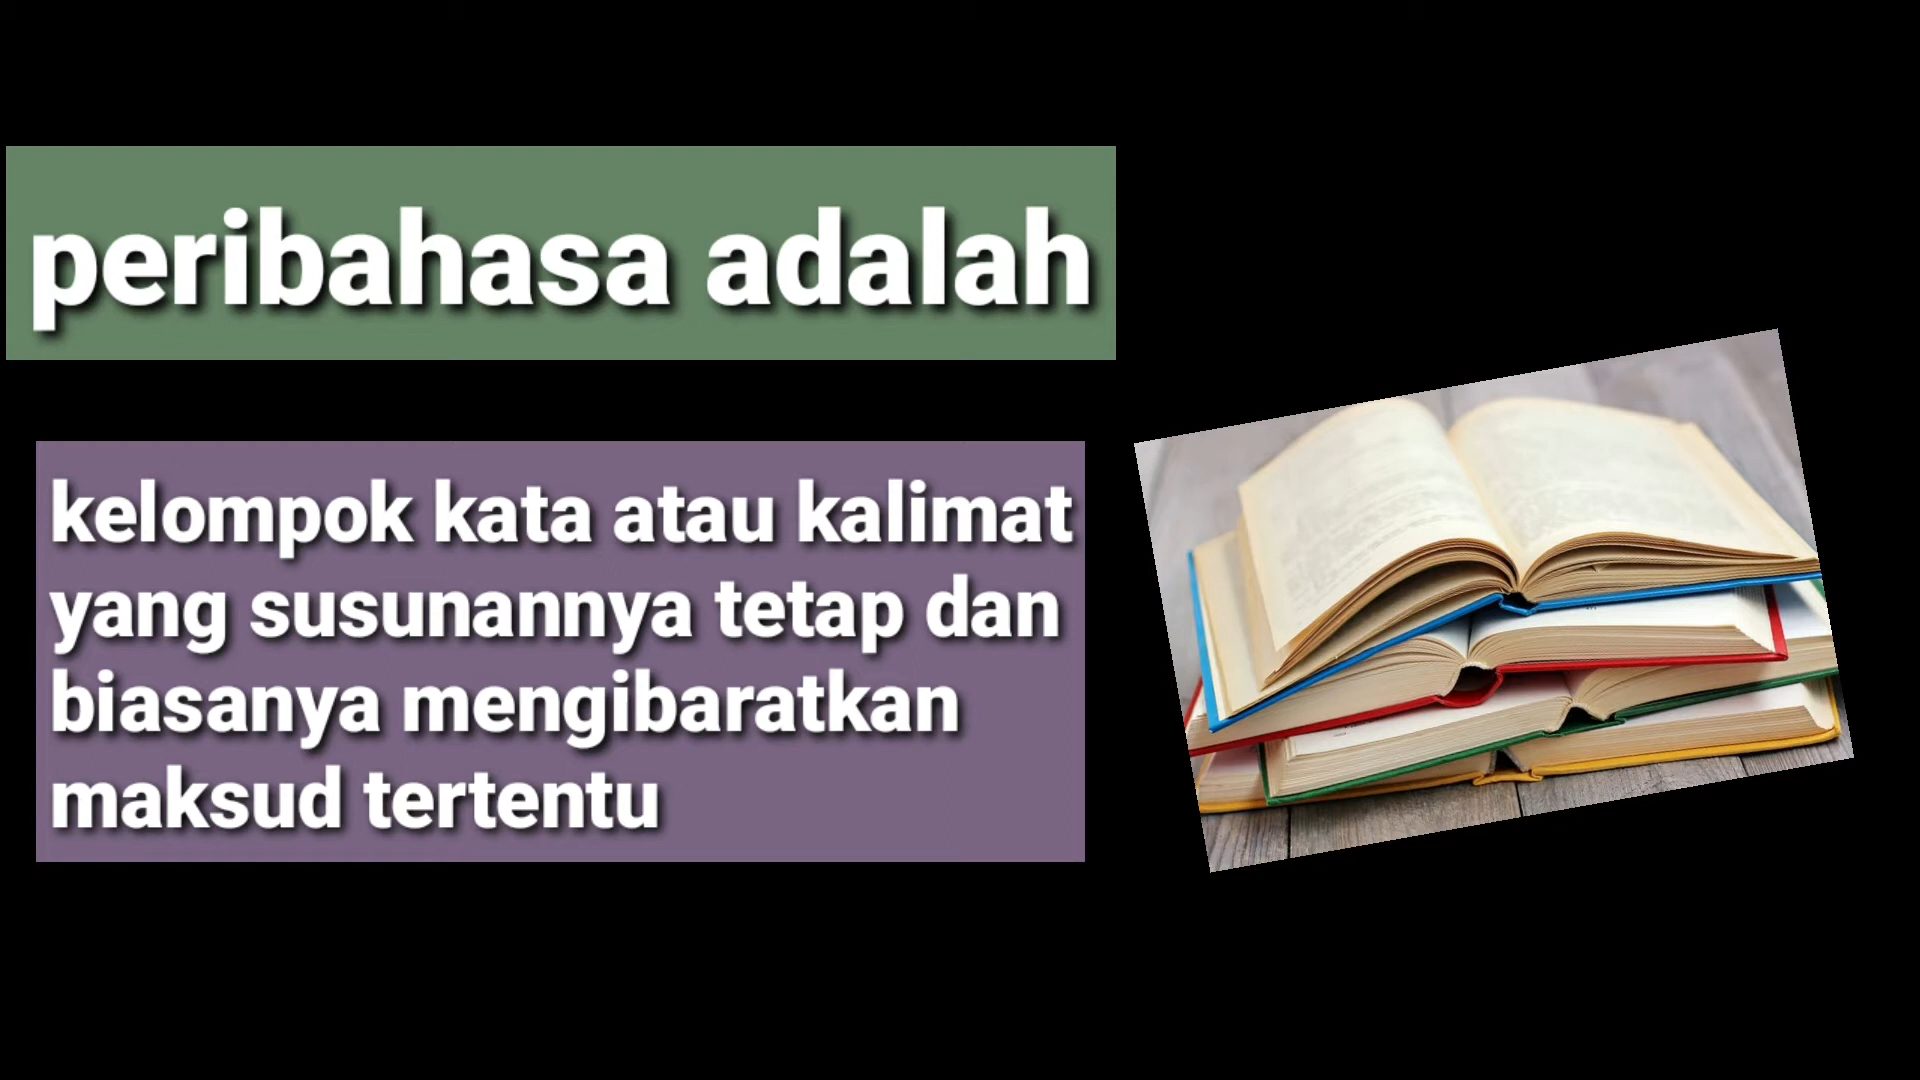 peribahasa adalah
kelompok kata atau kalimat
yang susunannya tetap dan
biasanya mengibaratkan
maksud tertentu